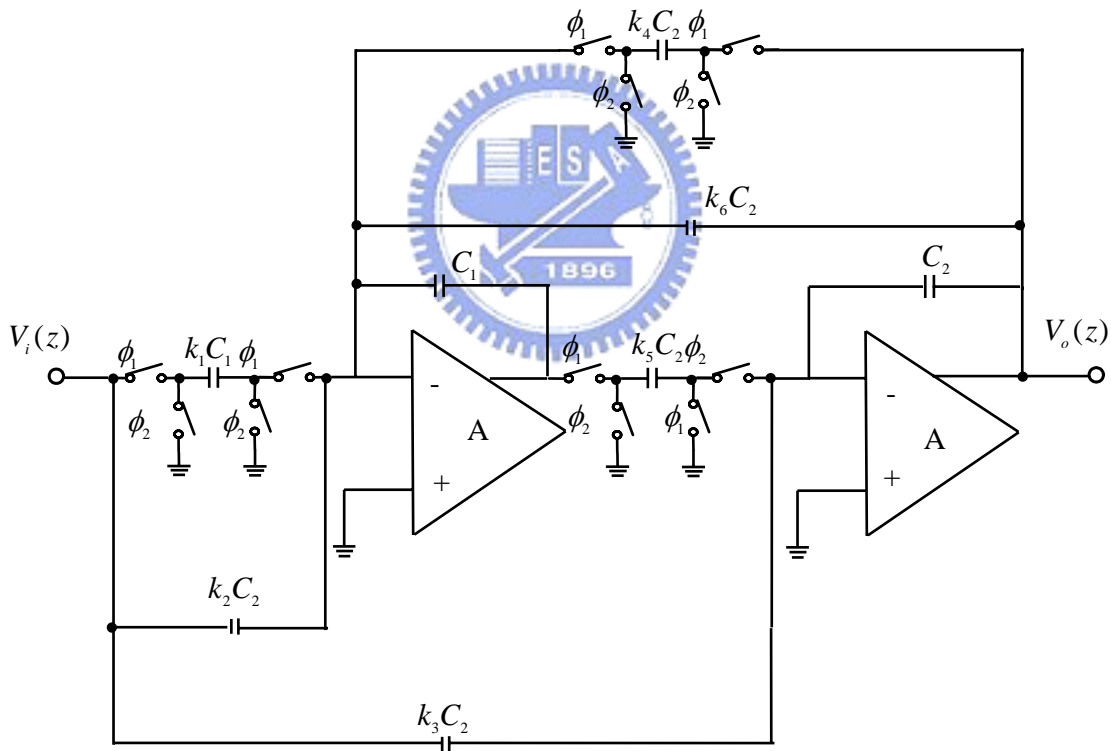 ϕ₁ k₄C₂ ϕ₁
ϕ₂ ϕ₂
E S A
k₆C₂
1896
C₁
C₂
Vᵢ(z)
ϕ₁ k₁C₁ ϕ₁
ϕ₂ ϕ₂
-
A
+
ϕ₁ k₅C₂ ϕ₂
ϕ₂ ϕ₁
-
A
+
Vₒ(z)
k₂C₂
k₃C₂